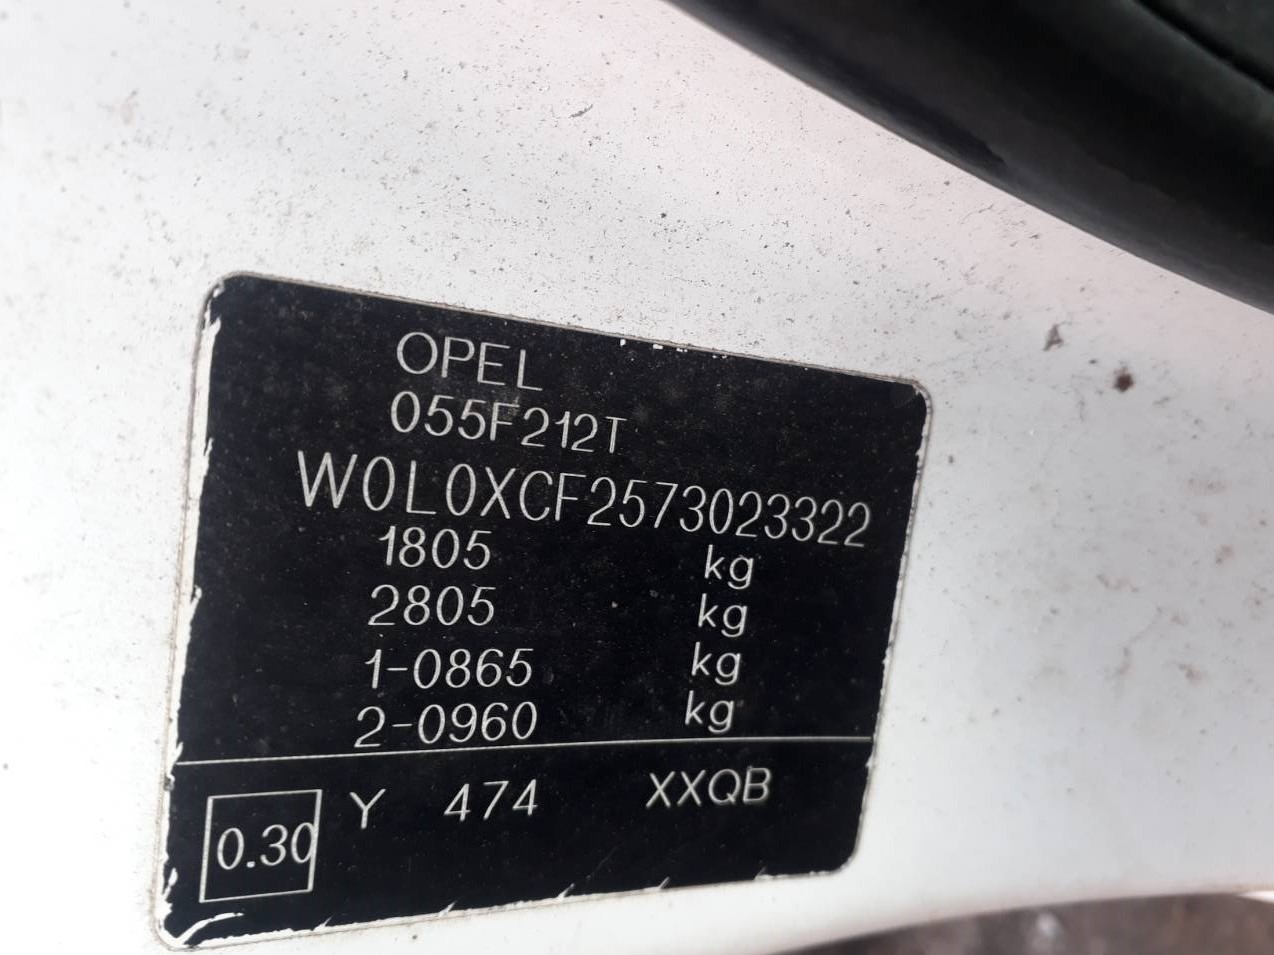 OPEL
055F212T
W0L0XCF2573023322
1805 kg
2805 kg
1-0865 kg
2-0960 kg
0.30 Y 474 XXQB